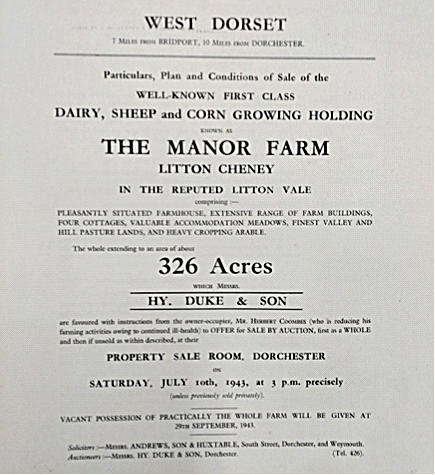 WEST DORSET
7 Miles from BRIDPORT, 10 Miles from DORCHESTER.
Particulars, Plan and Conditions of Sale of the
WELL-KNOWN FIRST CLASS
DAIRY, SHEEP and CORN GROWING HOLDING
KNOWN AS
THE MANOR FARM
LITTON CHENEY
IN THE REPUTED LITTON VALE
comprising :—
PLEASANTLY SITUATED FARMHOUSE, EXTENSIVE RANGE OF FARM BUILDINGS,
FOUR COTTAGES, VALUABLE ACCOMMODATION MEADOWS, FINEST VALLEY AND
HILL PASTURE LANDS, AND HEAVY CROPPING ARABLE.
The whole extending to an area of about
326 Acres
WHICH MESSRS.
HY. DUKE & SON
are favoured with instructions from the owner-occupier, Mr. Herbert Coombes (who is reducing his
farming activities owing to continued ill-health) to OFFER for SALE BY AUCTION, first as a WHOLE
and then if unsold as within described, at their
PROPERTY SALE ROOM, DORCHESTER
ON
SATURDAY, JULY 10th, 1943, at 3 p.m. precisely
(unless previously sold privately).
VACANT POSSESSION OF PRACTICALLY THE WHOLE FARM WILL BE GIVEN AT
29TH SEPTEMBER, 1943.
Solicitors :—Messrs. ANDREWS, SON & HUXTABLE, South Street, Dorchester, and Weymouth.
Auctioneers :—Messrs. HY. DUKE & SON, Dorchester. (Tel. 426).